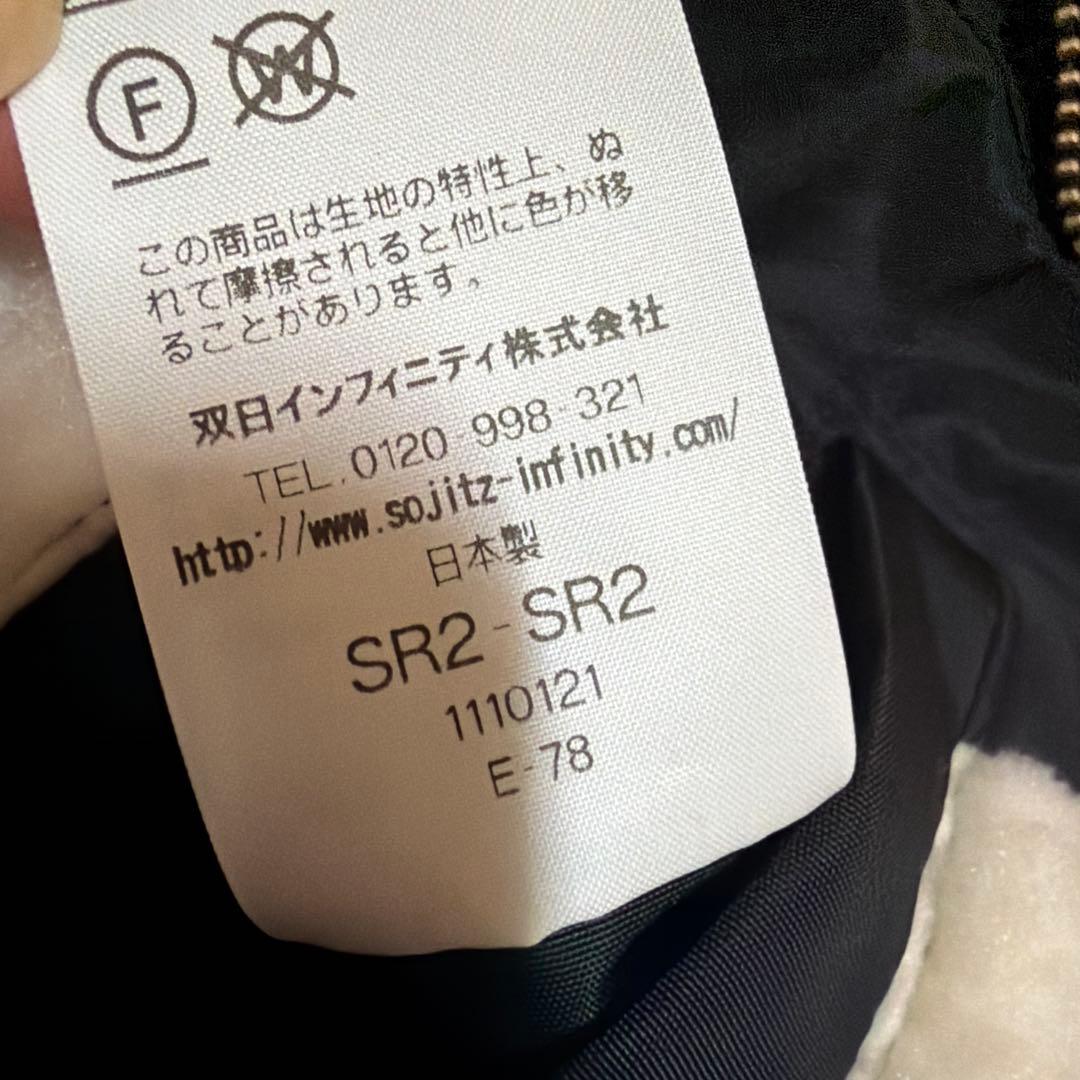 F W
この商品は生地の特性上、ぬ
れて摩擦されると他に色が移
ることがあります。
双日インフィニティ株式会社
TEL.0120-998-321
http://www.sojitz-infinity.com/
日本製
SR2-SR2
1110121
E-78